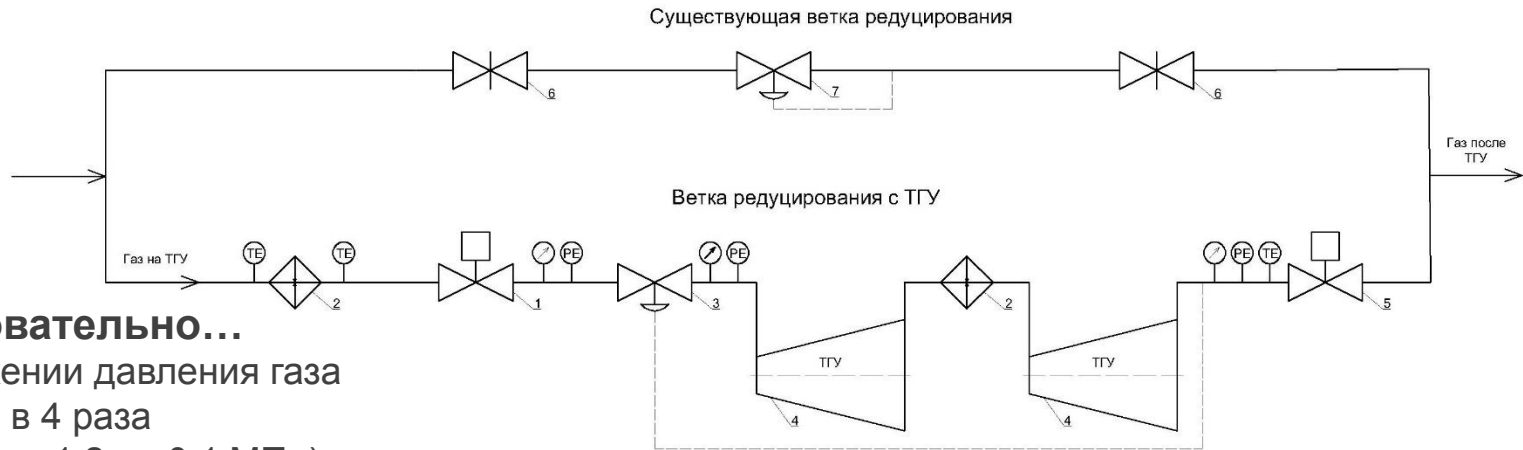 Существующая ветка редуцирования
6
7
6
Газ после
ТГУ
Ветка редуцирования с ТГУ
Газ на ТГУ
TE
TE
PE
PE
PE
TE
2
1
3
2
5
ТГУ
ТГУ
4
4
овательно…
ении давления газа
в 4 раза